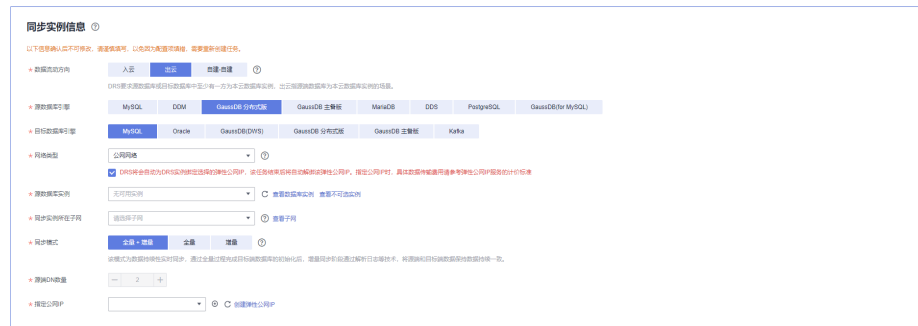 同步实例信息
以下信息确认后不可修改，请谨慎填写，以免因为配置项填错，需要重新创建任务。
* 数据流动方向 入云 出云 自建-自建
DRS要求源数据库或目标数据库中至少有一方为本云数据库实例，出云指源端数据库为本云数据库实例的场景。
* 源数据库引擎 MySQL DDM GaussDB 分布式版 GaussDB 主备版 MariaDB DDS PostgreSQL GaussDB(for MySQL)
* 目标数据库引擎 MySQL Oracle GaussDB(DWS) GaussDB 分布式版 GaussDB 主备版 Kafka
* 网络类型 公网网络
DRS将会自动为DRS实例绑定选择的弹性公网IP，该任务结束后将自动解绑该弹性公网IP。指定公网IP时，具体数据传输费用请参考弹性公网IP服务的计价标准
* 源数据库实例 无可用实例 查看数据库实例 查看不可选实例
* 同步实例所在子网 请选择子网 查看子网
* 同步模式 全量+增量 全量 增量
该模式为数据持续性实时同步，通过全量过程完成目标端数据库的初始化后，增量同步阶段通过解析日志等技术，将源端和目标端数据保持数据持续一致。
* 源端DN数量 — 2 +
* 指定公网IP 创建弹性公网IP